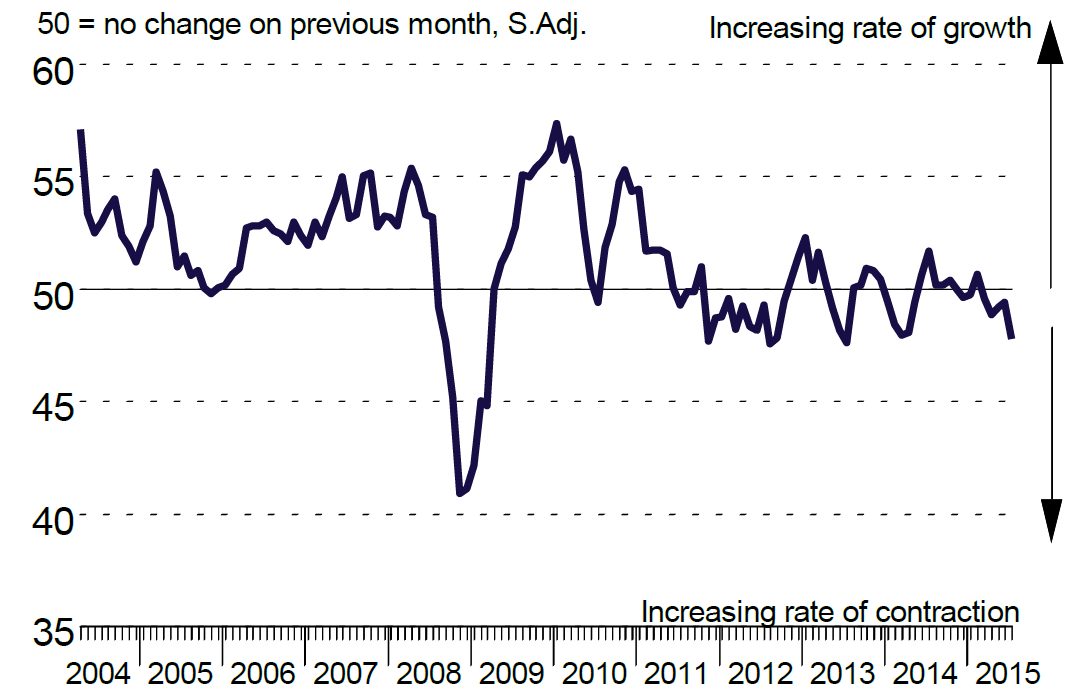 50 = no change on previous month, S.Adj.
Increasing rate of growth
60
55
50
45
40
35
Increasing rate of contraction
2004 2005 2006 2007 2008 2009 2010 2011 2012 2013 2014 2015